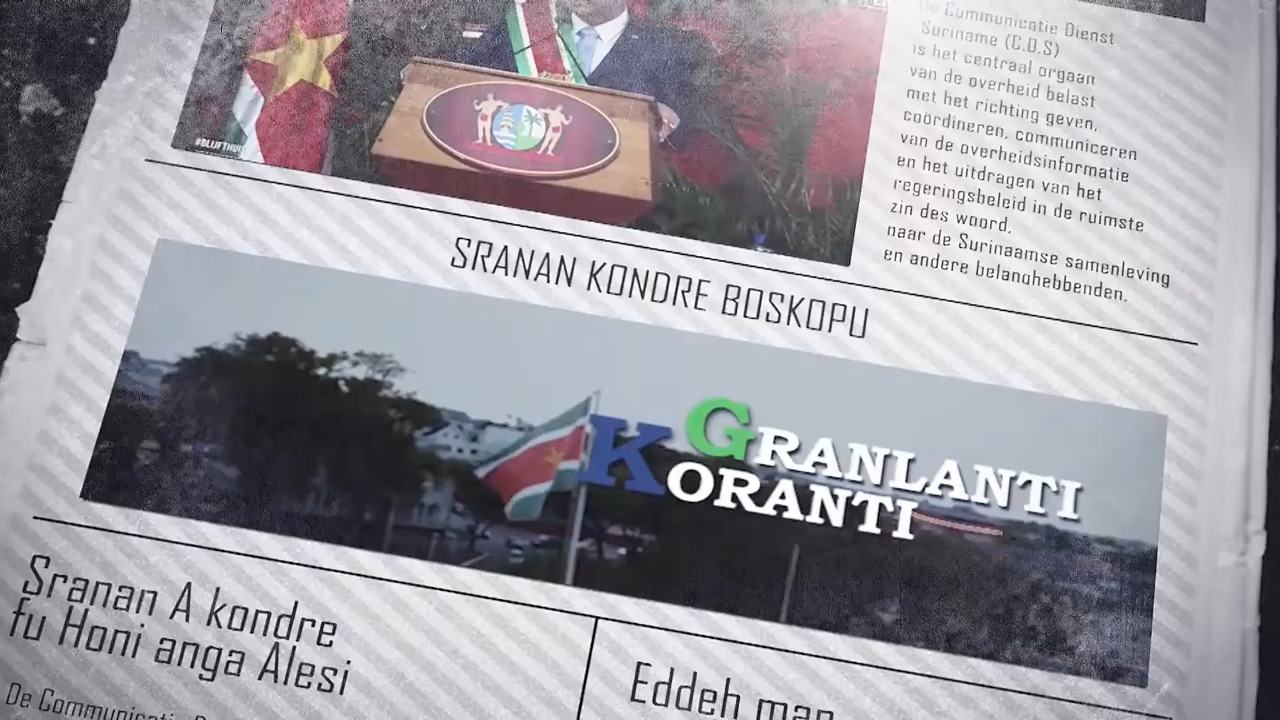 #BLIJFTHUIS
De Communicatie Dienst
Suriname (C.D.S)
is het centraal orgaan
van de overheid belast
met het richting geven,
coördineren, communiceren
van de overheidsinformatie
en het uitdragen van het
regeringsbeleid in de ruimste
zin des woord,
naar de Surinaamse samenleving
en andere belanghebbenden.
SRANAN KONDRE BOSKOPU
GRANLANTI
KORANTI
Sranan A kondre
fu Honi anga Alesi
De Communicatie
Eddeh man